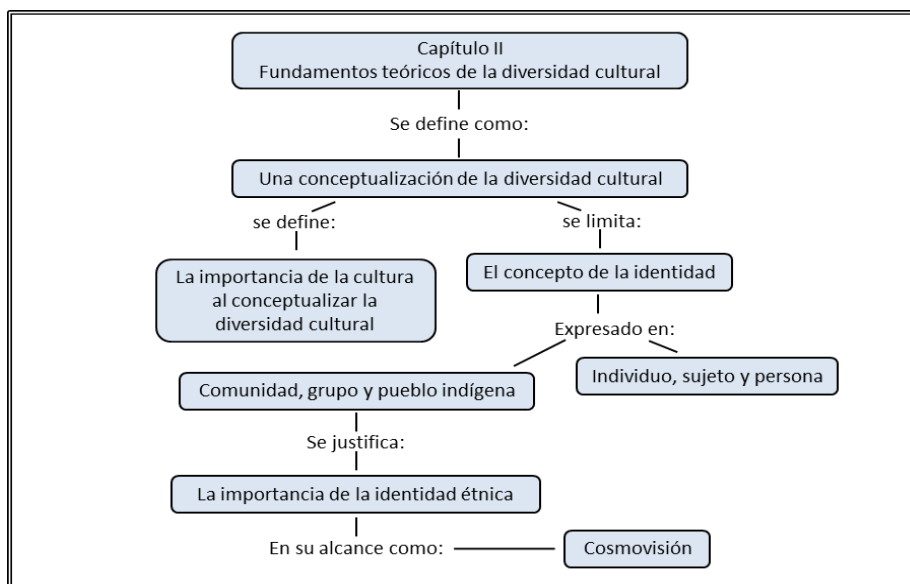 Capítulo II
Fundamentos teóricos de la diversidad cultural
Se define como:
Una conceptualización de la diversidad cultural
se define:
se limita:
La importancia de la cultura
al conceptualizar la
diversidad cultural
El concepto de la identidad
Expresado en:
Comunidad, grupo y pueblo indígena
Individuo, sujeto y persona
Se justifica:
La importancia de la identidad étnica
En su alcance como:
Cosmovisión